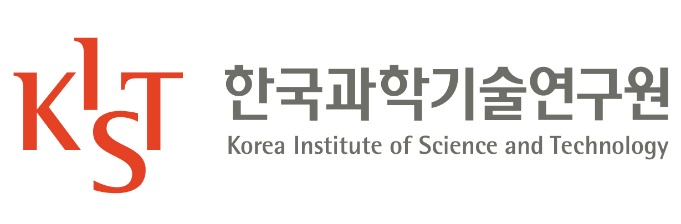 KIST
한국과학기술연구원
Korea Institute of Science and Technology